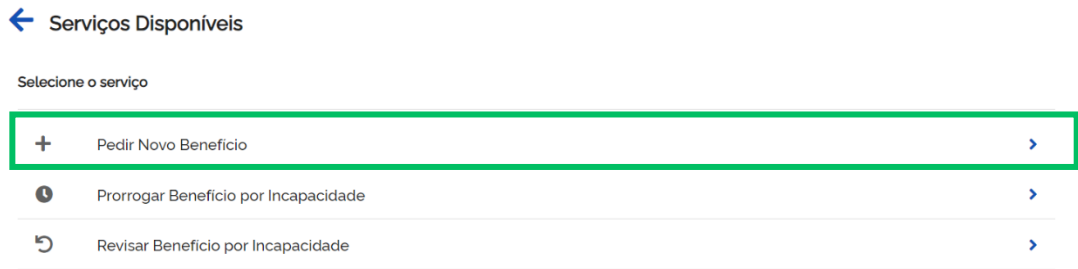 Serviços Disponíveis
Selecione o serviço
Pedir Novo Benefício
Prorrogar Benefício por Incapacidade
Revisar Benefício por Incapacidade